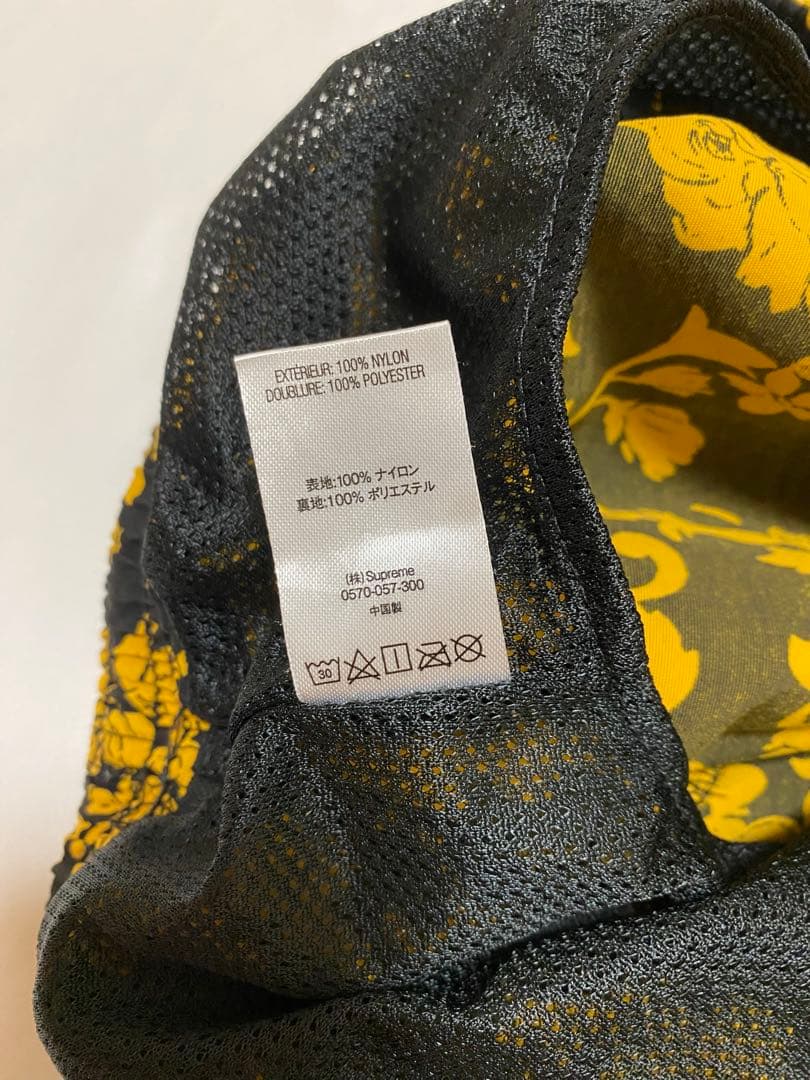 EXTÉRIEUR: 100% NYLON
DOUBLURE: 100% POLYESTER
表地:100% ナイロン
裏地:100% ポリエステル
(株) Supreme
0570-057-300
中国製
30